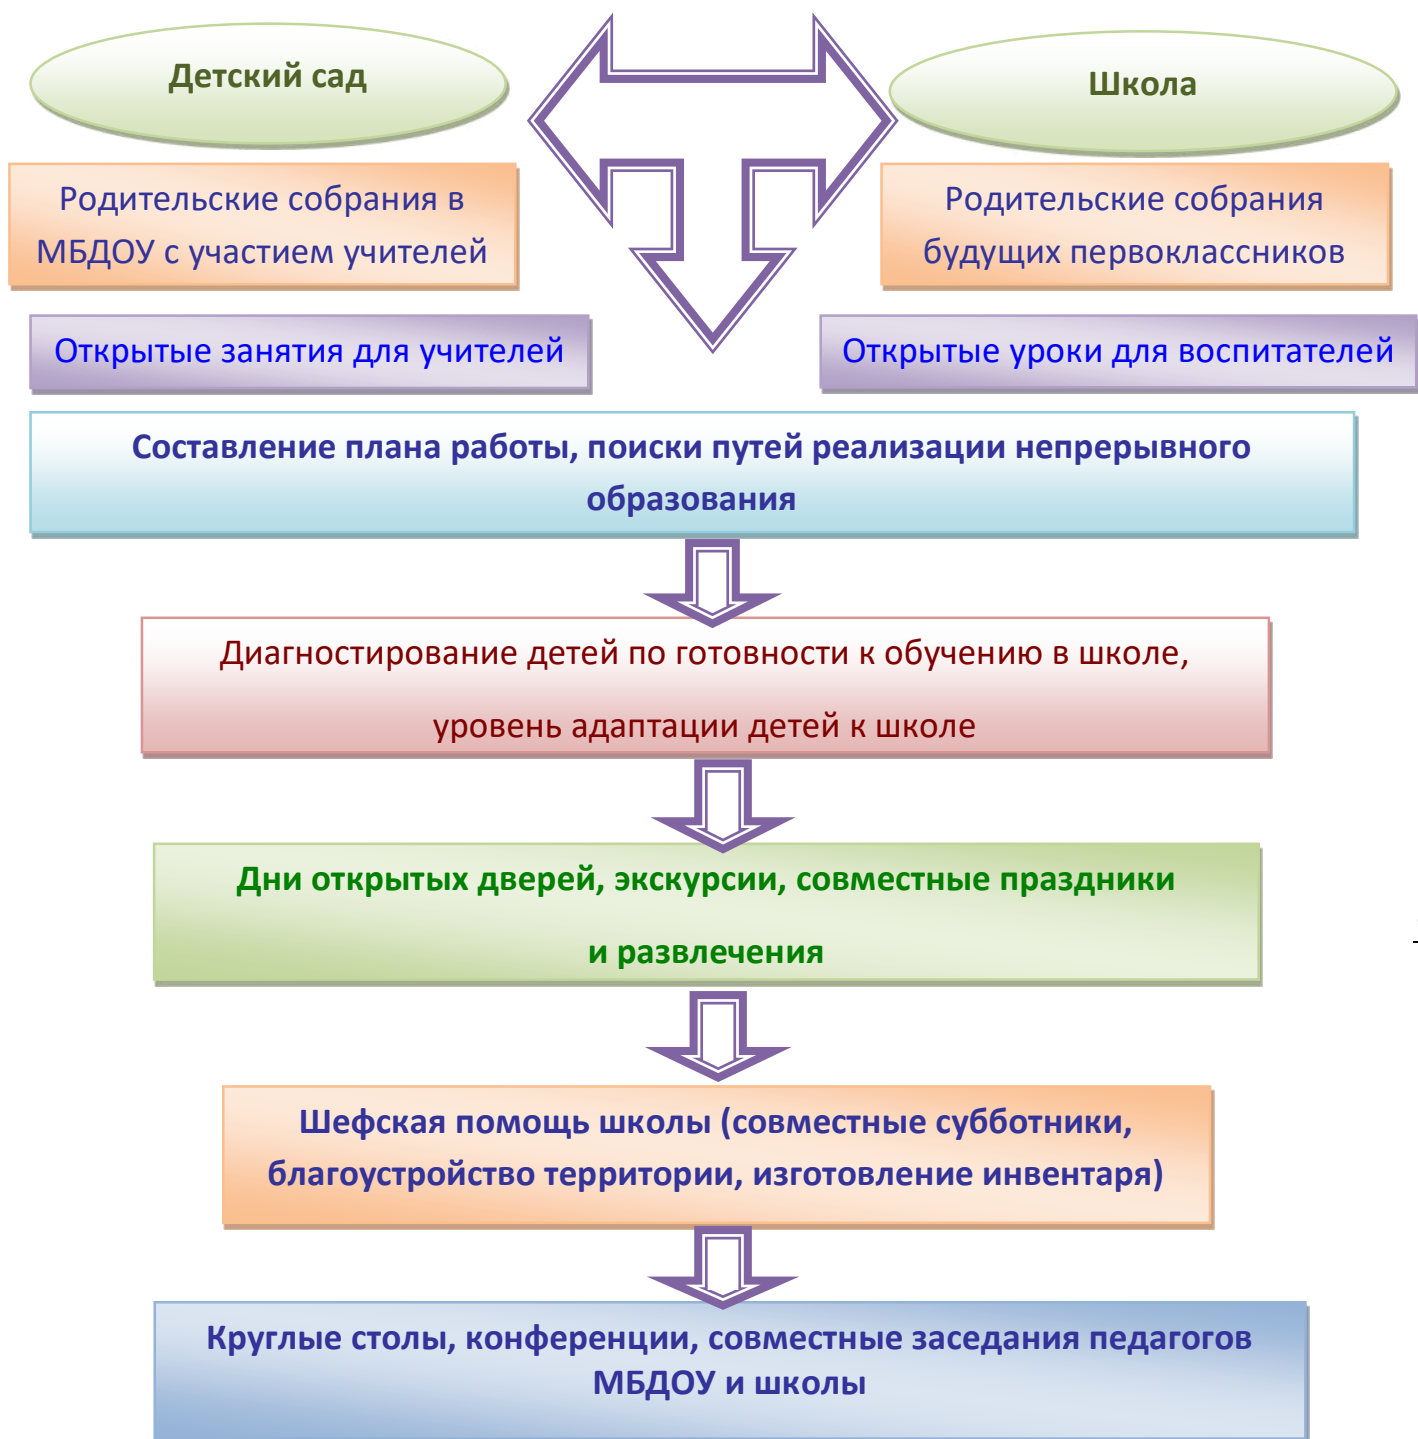 Детский сад
Школа
Родительские собрания в
МБДОУ с участием учителей
Родительские собрания
будущих первоклассников
Открытые занятия для учителей
Открытые уроки для воспитателей
Составление плана работы, поиски путей реализации непрерывного
образования
Диагностирование детей по готовности к обучению в школе,
уровень адаптации детей к школе
Дни открытых дверей, экскурсии, совместные праздники
и развлечения
Шефская помощь школы (совместные субботники,
благоустройство территории, изготовление инвентаря)
Круглые столы, конференции, совместные заседания педагогов
МБДОУ и школы